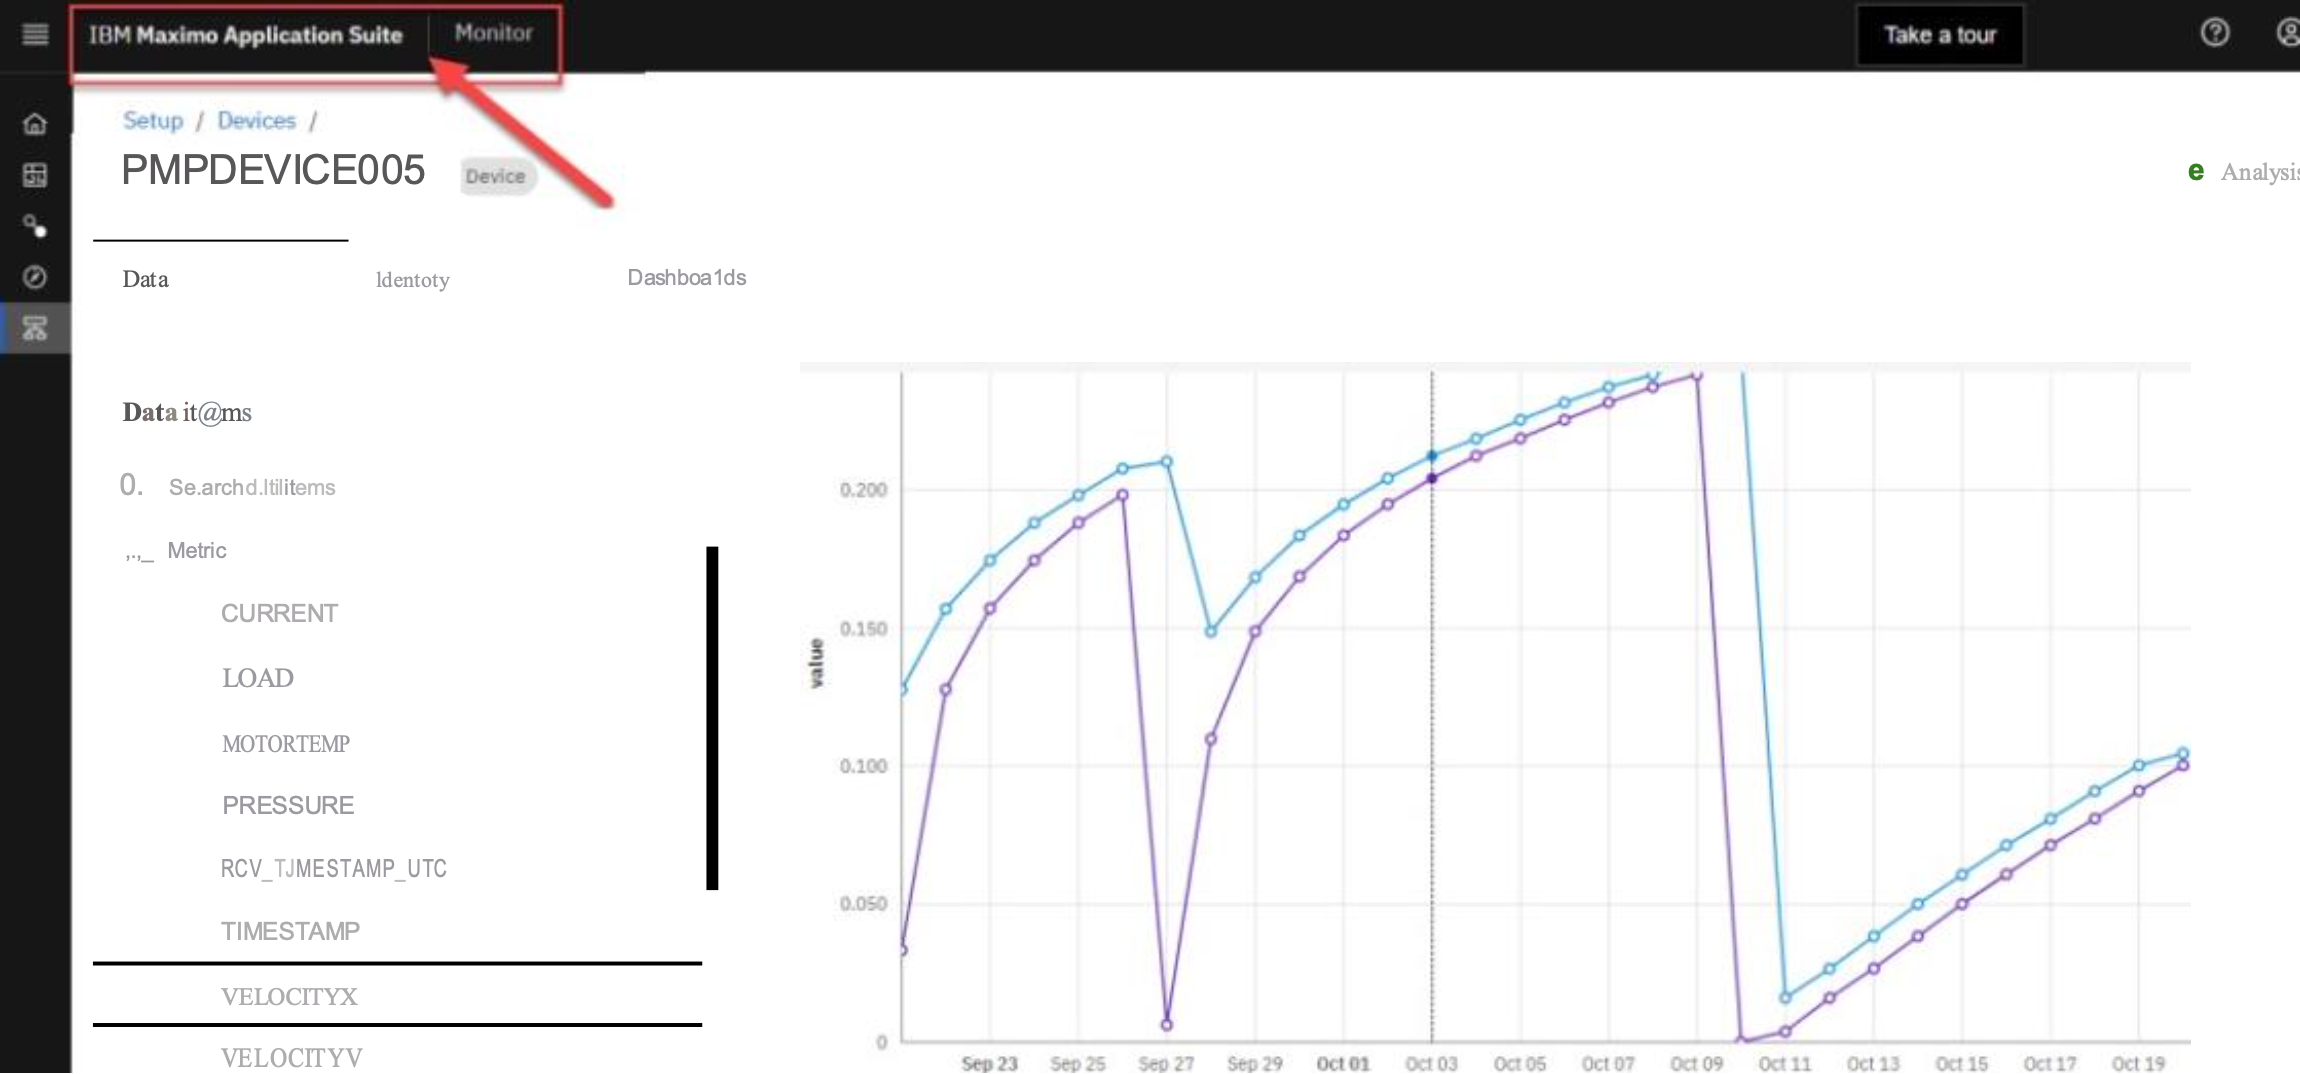 IBM Maximo Application Suite Monitor Take a tour
Setup / Devices /
PMPDEVICE005 Device
e Analysis
Data Identoty Dashboa1ds
Data it@ms
0. Se.archd.ltilitems
,.,_ Metric
CURRENT
LOAD
MOTORTEMP
PRESSURE
RCV_TJMESTAMP_UTC
TIMESTAMP
VELOCITYX
VELOCITYV
value
0.200
0.150
0.100
0.050
0
Sep 23 Sep 25 Sep 27 Sep 29 Oct 01 Oct 03 Oct 05 Oct 07 Oct 09 Oct 11 Oct 13 Oct 15 Oct 17 Oct 19